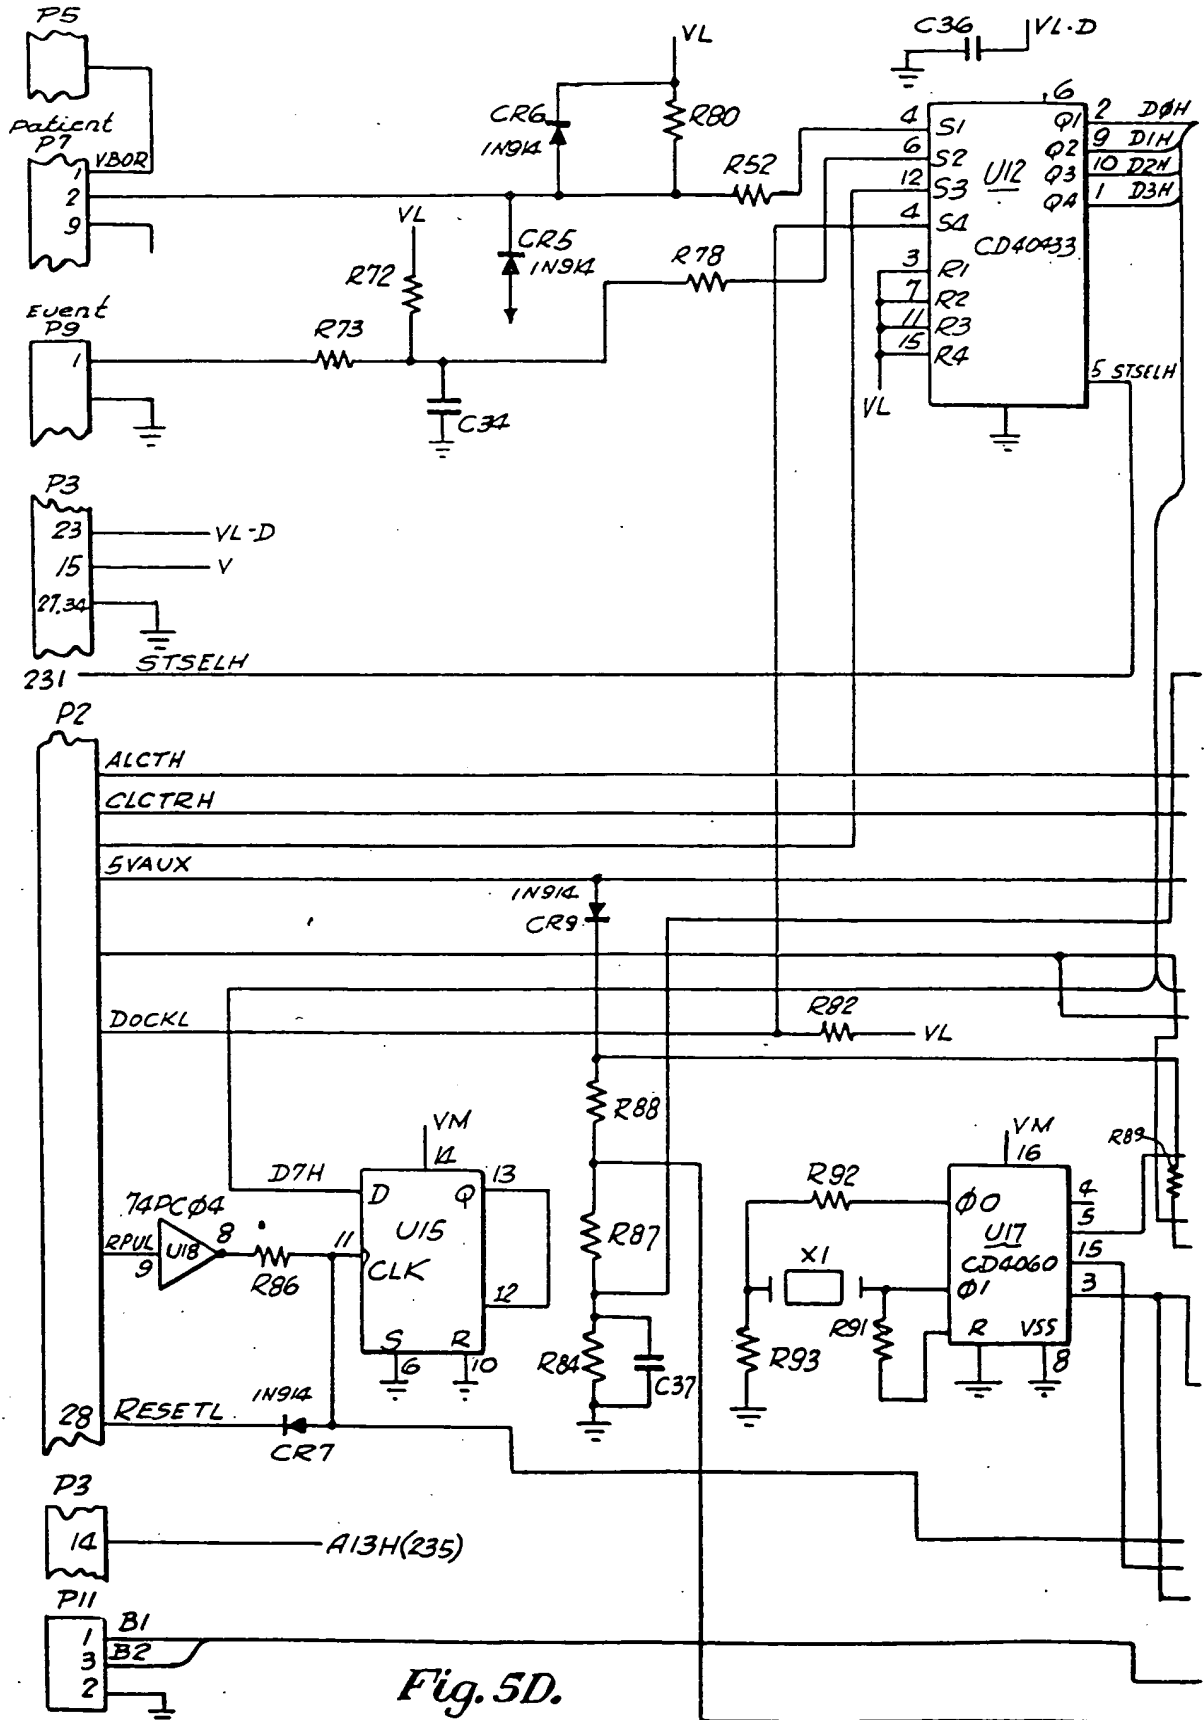 P5
C36
VL·D
VL
CR6
1N914
R80
Patient
P7
1
VBOR
2
9
R52
4
S1
6
S2
12
S3
4
S4
3
R1
7
R2
11
R3
15
R4
VL
U12
CD40433
6
Q1
2
DØH
Q2
9
D1H
Q3
10
D2H
Q4
1
D3H
5
STSELH
VL
CR5
1N914
R72
R78
Event
P9
1
R73
C34
P3
23
VL-D
15
V
27.34
STSELH
231
P2
ALCTH
CLCTRH
5VAUX
1N914
CR9
DOCKL
R82
VL
R88
VM
14
D7H
D
Q
13
U15
74PCØ4
RPUL
9
U18
8
R86
11
CLK
12
S
R
6
10
R87
R84
C37
VM
16
R89
R92
ϕ0
4
5
U17
CD4060
15
X1
ϕ1
3
R91
R
VSS
8
R93
28
RESETL
1N914
CR7
P3
14
A13H(235)
P11
1
B1
3
B2
2
Fig. 5D.